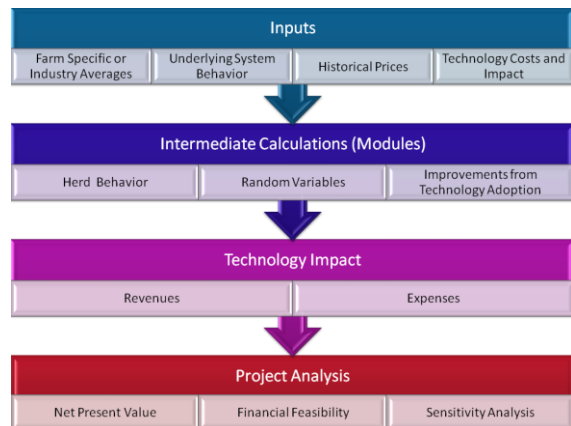 Inputs
Farm Specific or
Industry Averages
Underlying System
Behavior
Historical Prices
Technology Costs and
Impact
Intermediate Calculations (Modules)
Herd Behavior
Random Variables
Improvements from
Technology Adoption
Technology Impact
Revenues
Expenses
Project Analysis
Net Present Value
Financial Feasibility
Sensitivity Analysis